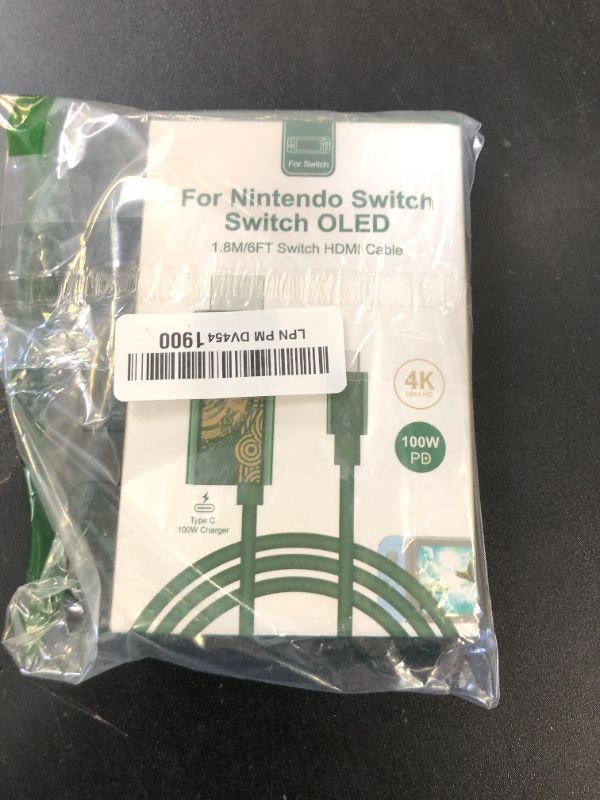 For Switch
For Nintendo Switch
Switch OLED
1.8M/6FT Switch HDMI Cable
LPN PM DV454 1900
4K
Ultra HD
100W
PD
Type C
100W Charger